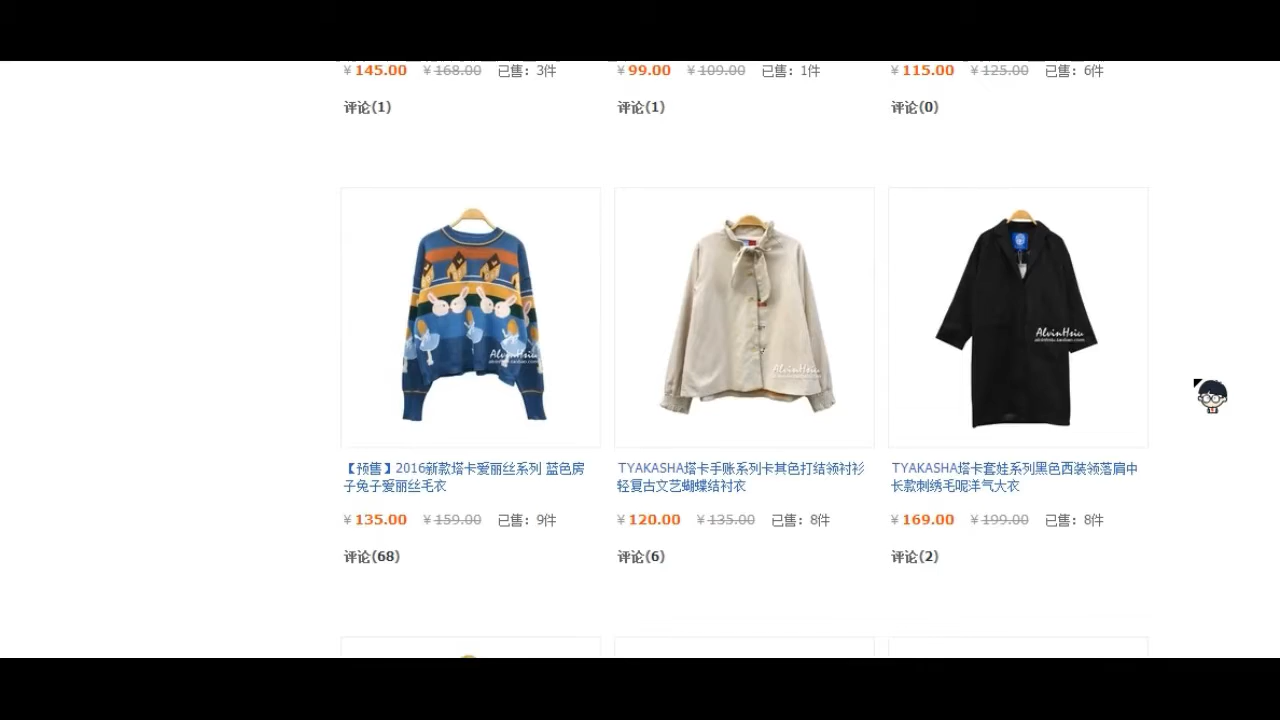 ¥ 145.00 ¥ 168.00 已售：3件
¥ 99.00 ¥ 109.00 已售：1件
¥ 115.00 ¥ 125.00 已售：6件
评论(1)
评论(1)
评论(0)
AlvinHsiu
AlvinHsiu
AlvinHsiu
alvinhsiu.taobao.com
【预售】2016新款塔卡爱丽丝系列 蓝色房
子兔子爱丽丝毛衣
TYAKASHA塔卡手账系列卡其色打结领衬衫
轻复古文艺蝴蝶结衬衣
TYAKASHA塔卡套娃系列黑色西装领落肩中
长款刺绣毛呢洋气大衣
¥ 135.00 ¥ 159.00 已售：9件
¥ 120.00 ¥ 135.00 已售：8件
¥ 169.00 ¥ 199.00 已售：8件
评论(68)
评论(6)
评论(2)